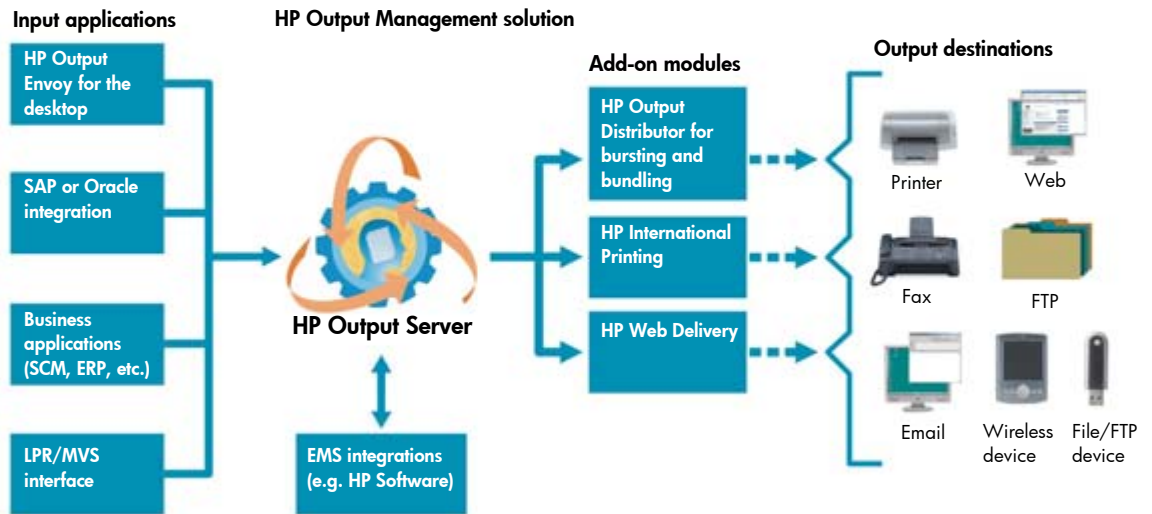 Input applications
HP Output
Envoy for the
desktop
SAP or Oracle
integration
Business
applications
(SCM, ERP, etc.)
LPR/MVS
interface
HP Output Management solution
HP Output Server
EMS integrations
(e.g. HP Software)
Add-on modules
HP Output
Distributor for
bursting and
bundling
HP International
Printing
HP Web Delivery
Output destinations
Printer
Web
Fax
FTP
Email
Wireless
device
File/FTP
device